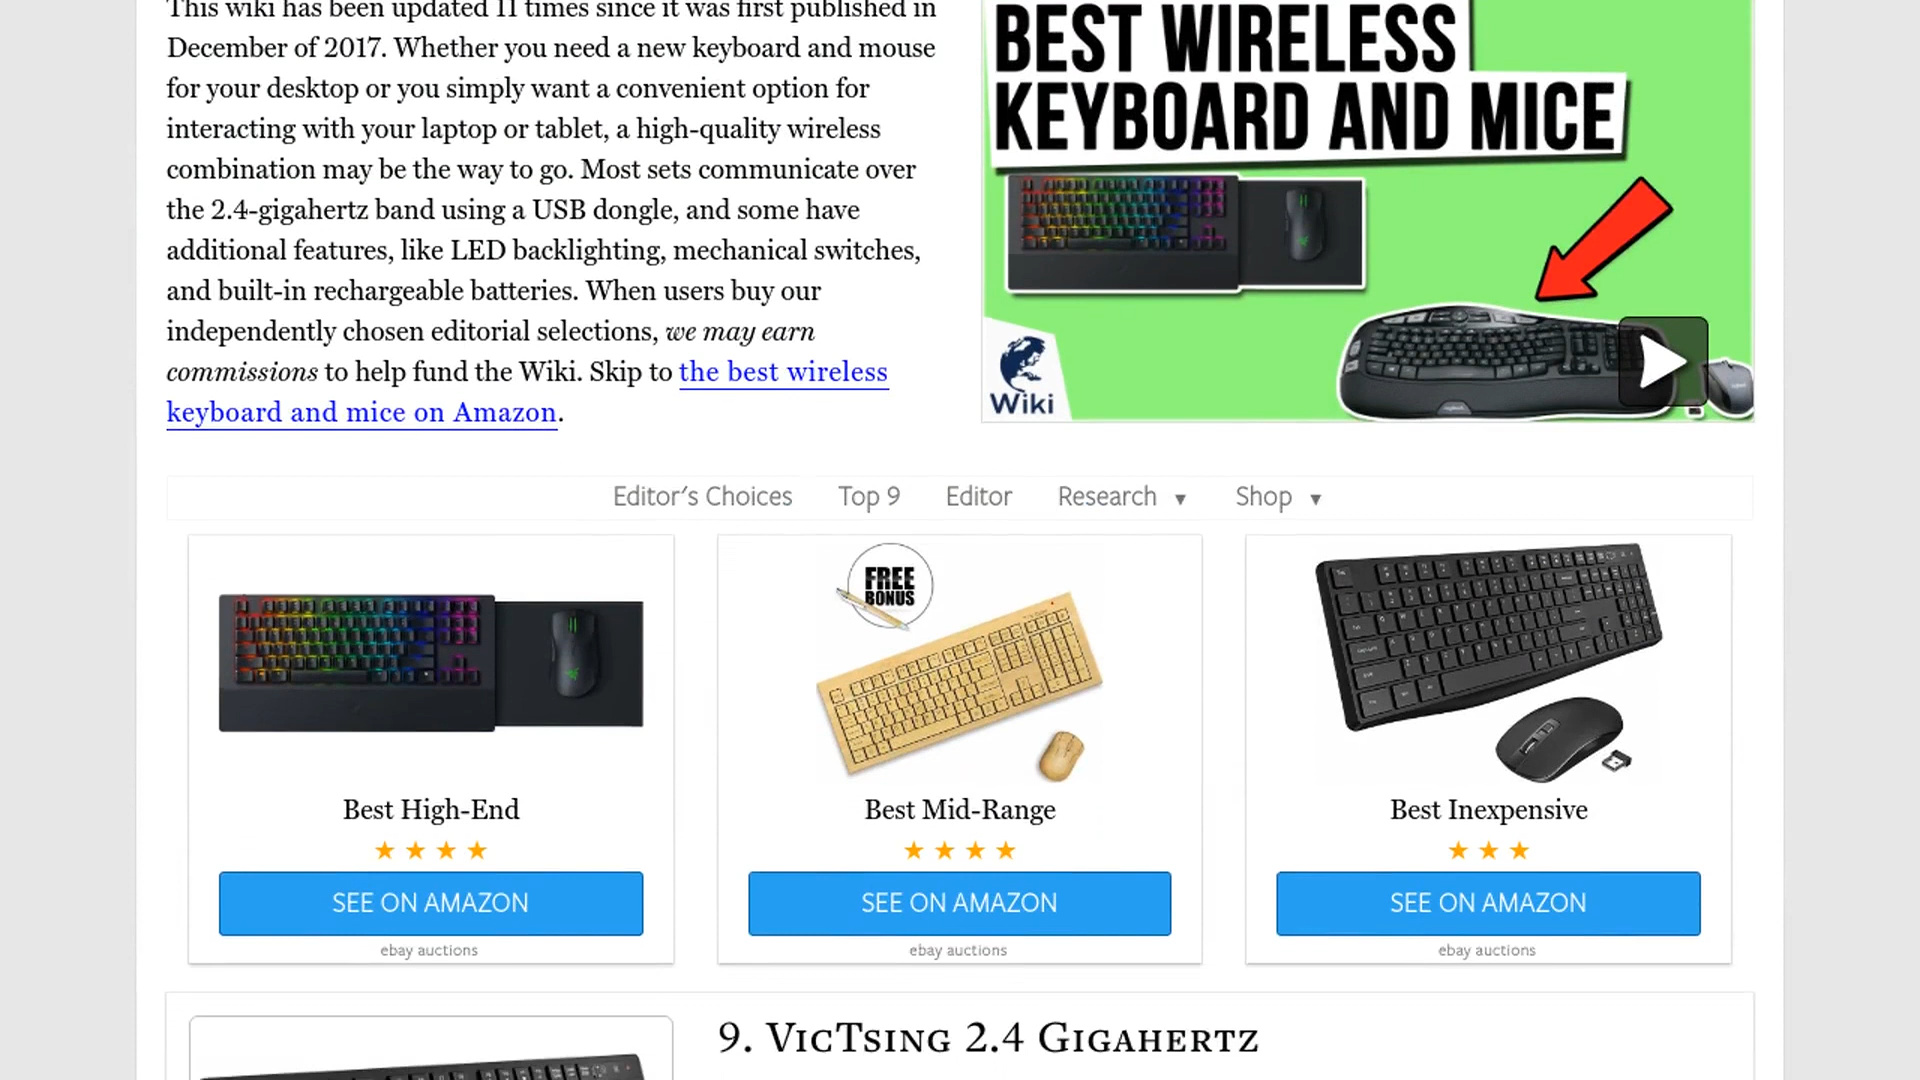 This wiki has been updated 11 times since it was first published in
December of 2017. Whether you need a new keyboard and mouse
for your desktop or you simply want a convenient option for
interacting with your laptop or tablet, a high-quality wireless
combination may be the way to go. Most sets communicate over
the 2.4-gigahertz band using a USB dongle, and some have
additional features, like LED backlighting, mechanical switches,
and built-in rechargeable batteries. When users buy our
independently chosen editorial selections, we may earn
commissions to help fund the Wiki. Skip to the best wireless
keyboard and mice on Amazon.
BEST WIRELESS
KEYBOARD AND MICE
Wiki
Editor's Choices Top 9 Editor Research ▼ Shop ▼
FREE
BONUS
Best High-End
★ ★ ★ ★
SEE ON AMAZON
ebay auctions
Best Mid-Range
★ ★ ★ ★
SEE ON AMAZON
ebay auctions
Best Inexpensive
★ ★ ★
SEE ON AMAZON
ebay auctions
9. VicTsing 2.4 Gigahertz